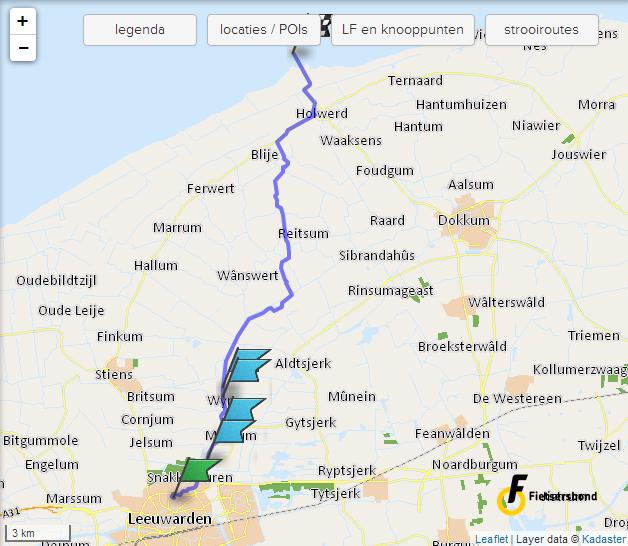 +
−
legenda
locaties / POIs
LF en knooppunten
strooiroutes
Nes
Ternaard
Hantumhuizen
Morra
Holwerd
Hantum
Niawier
Waaksens
Blije
Jouswier
Foudgum
Aalsum
Ferwert
Raard
Dokkum
Marrum
Reitsum
Sibrandahûs
Hallum
Wânswert
Oudebildtzijl
Rinsumageast
Wâlterswâld
Oude Leije
Finkum
Triemen
Broeksterwâld
Aldtsjerk
Stiens
Kollumerzwaag
Britsum
Mûnein
De Westereen
Cornjum
Gytsjerk
Bitgummole
Jelsum
Feanwâlden
Twijzel
Engelum
Noardburgum
Ryptsjerk
Marssum
Tytsjerk
Fietsersbond
A31
Leeuwarden
3 km
Leaflet | Layer data © Kadaster